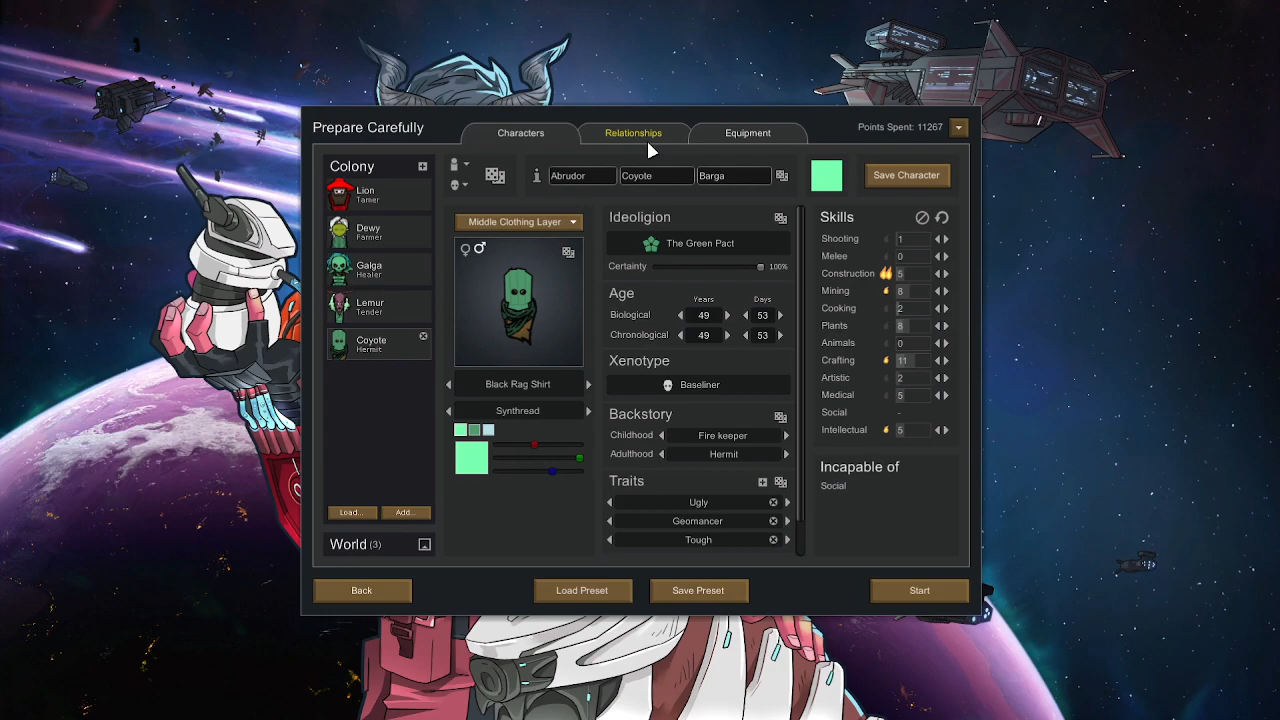 Prepare Carefully
Characters
Relationships
Equipment
Points Spent: 11267
Colony
Lion
Tamer
Dewy
Farmer
Galga
Healer
Lemur
Tender
Coyote
Hermit
Load...
Add...
World (3)
Abrudor
Coyote
Barga
Save Character
Middle Clothing Layer
Black Rag Shirt
Synthread
Ideoligion
The Green Pact
Certainty
100%
Age
Years
Days
Biological
49
53
Chronological
49
53
Xenotype
Baseliner
Backstory
Childhood
Fire keeper
Adulthood
Hermit
Traits
Ugly
Geomancer
Tough
Skills
Shooting 1
Melee 0
Construction 5
Mining 8
Cooking 2
Plants 8
Animals 0
Crafting 11
Artistic 2
Medical 5
Social -
Intellectual 5
Incapable of
Social
Back
Load Preset
Save Preset
Start